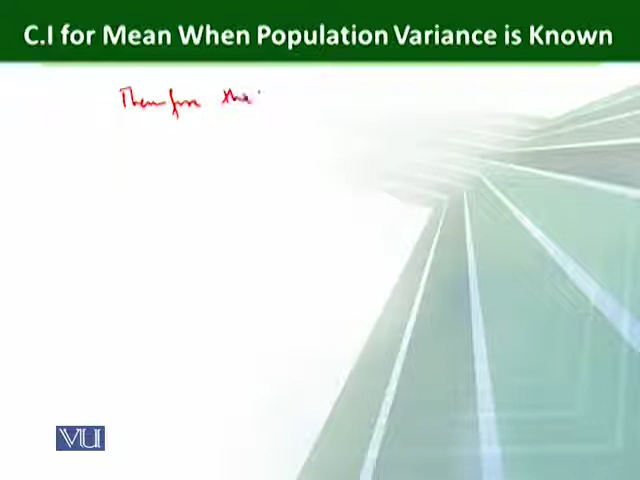 C.I for Mean When Population Variance is Known
Therefore the
VU